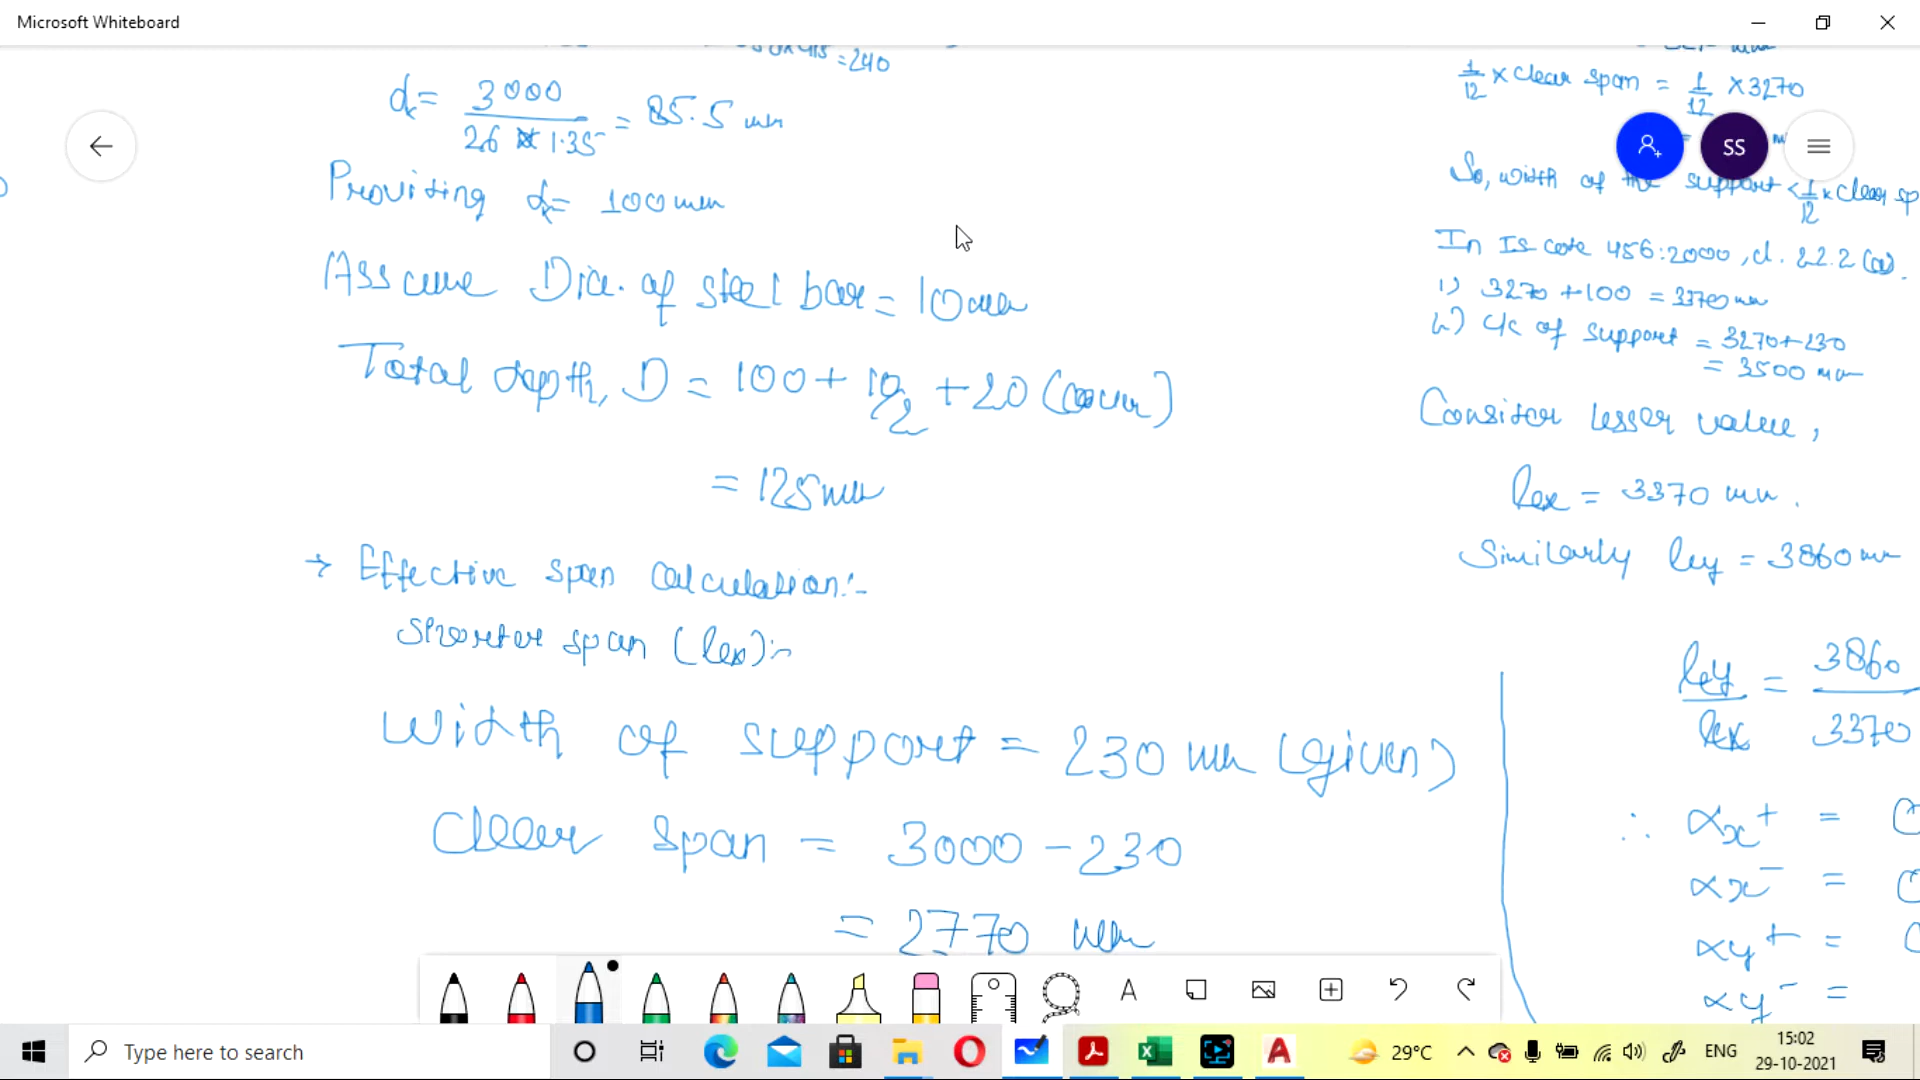 Microsoft Whiteboard
=240
dx = 3000 / 26 x 1.35 = 85.5 mm
Providing dx = 100 mm
Assume Dia. of steel bar = 10 mm
Total depth, D = 100 + 10/2 + 20 (cover)
= 125 mm
→ Effective span calculation:-
Shorter span (lex):-
Width of support = 230 mm (given)
Clear span = 3000 - 230
= 2770 mm
1/12 x clear span = 1/12 x 3270
So, width of the support < 1/12 x clear sp
In IS code 456:2000, cl. 22.2 (a).
1) 3270 + 100 = 3370 mm
2) c/c of support = 3270 + 230
= 3500 mm
Consider lesser value,
lex = 3370 mm.
Similarly ley = 3860 mm
ley / lex = 3860 / 3370
∴ αx+ =
αx- =
αy+ =
αy- =
SS
Type here to search
29°C
ENG
15:02
29-10-2021